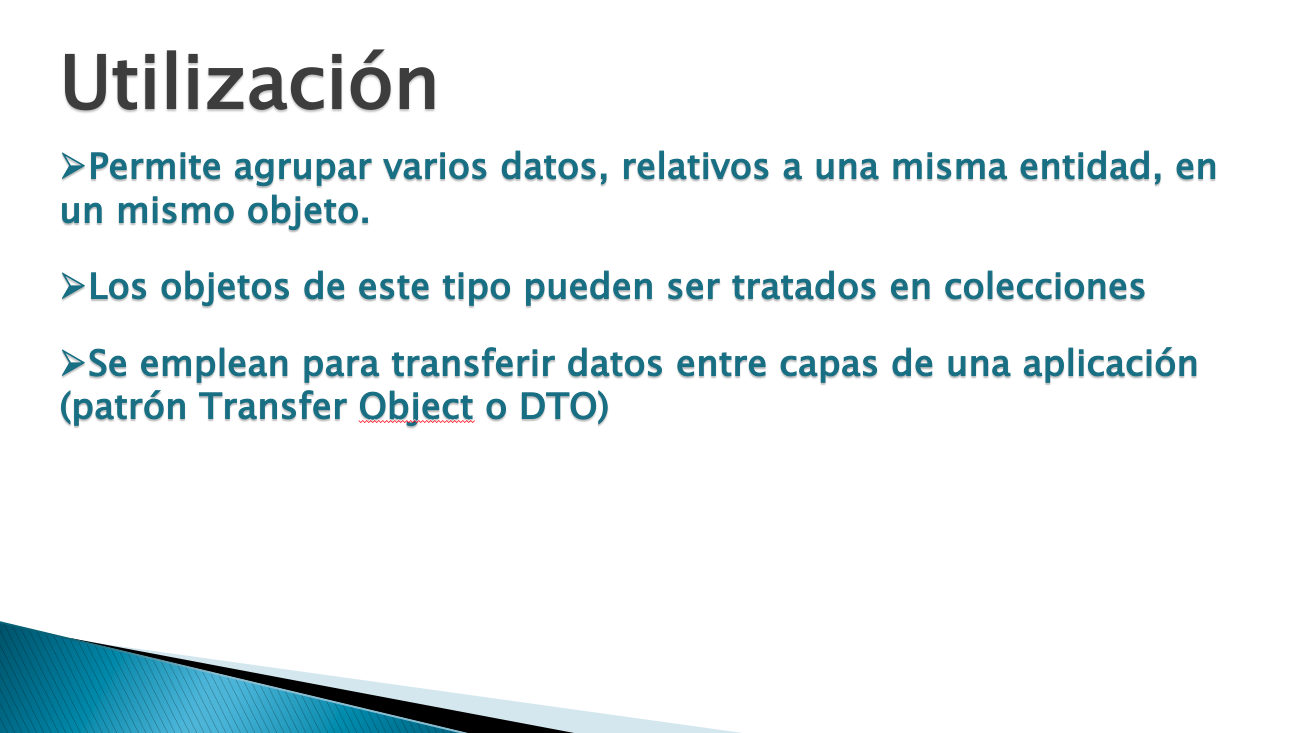 Utilización
➢Permite agrupar varios datos, relativos a una misma entidad, en
un mismo objeto.
➢Los objetos de este tipo pueden ser tratados en colecciones
➢Se emplean para transferir datos entre capas de una aplicación
(patrón Transfer Object o DTO)